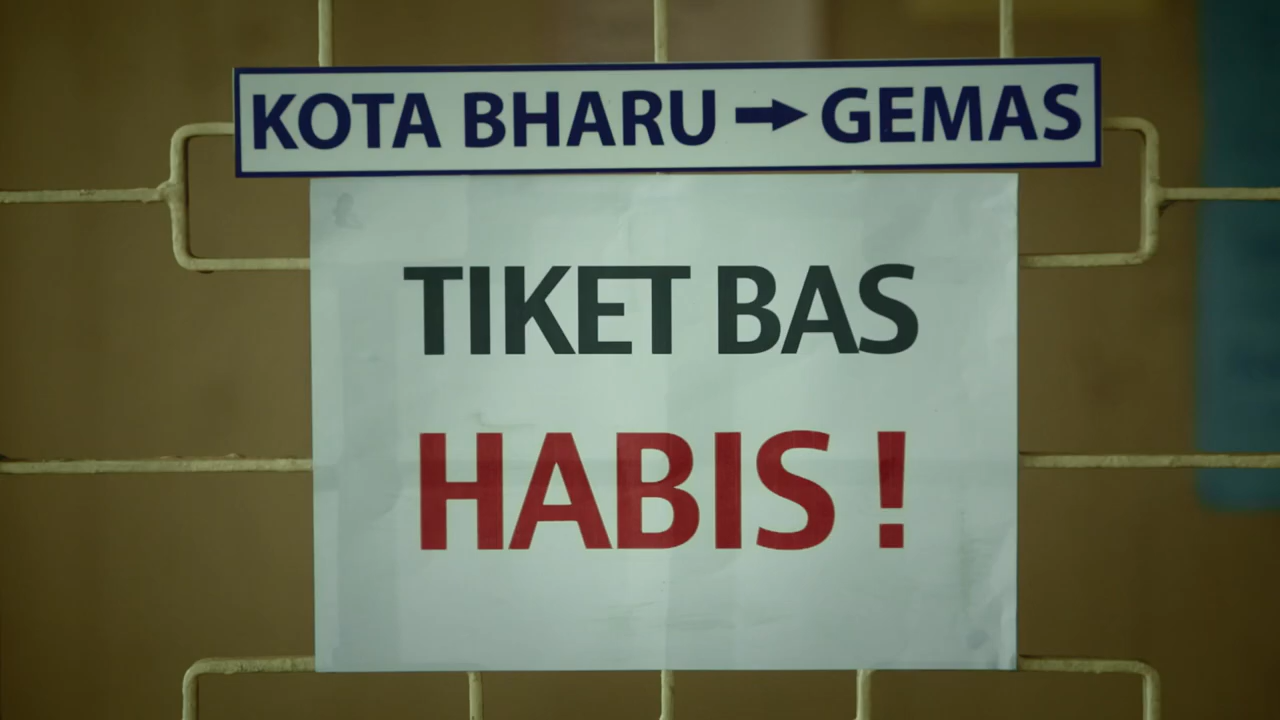 KOTA BHARU → GEMAS
TIKET BAS
HABIS !